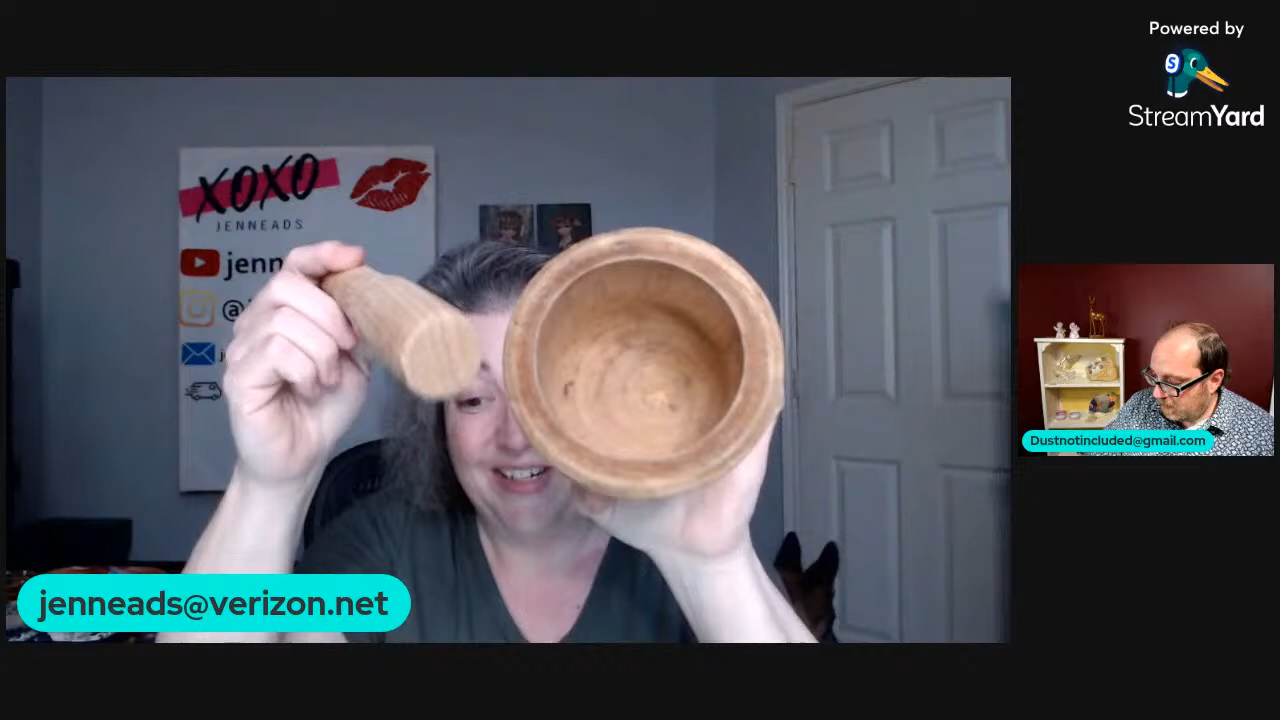 Powered by
StreamYard
XOXO
JENNEADS
jenn
@
jenneads@verizon.net
Dustnotincluded@gmail.com